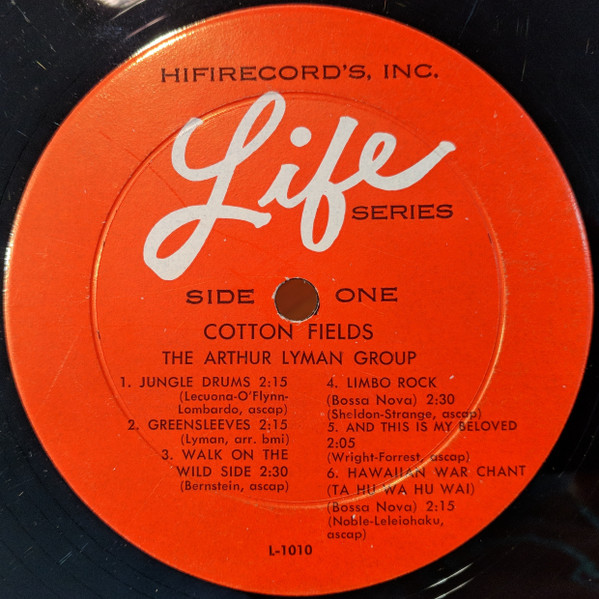 HIFIRECORD'S, INC.
Life
SERIES
SIDE ONE
COTTON FIELDS
THE ARTHUR LYMAN GROUP
1. JUNGLE DRUMS 2:15
(Lecuona-O'Flynn-
Lombardo, ascap)
2. GREENSLEEVES 2:15
(Lyman, arr. bmi)
3. WALK ON THE
WILD SIDE 2:30
(Bernstein, ascap)
4. LIMBO ROCK
(Bossa Nova) 2:30
(Sheldon-Strange, ascap)
5. AND THIS IS MY BELOVED
2:05
(Wright-Forrest, ascap)
6. HAWAIIAN WAR CHANT
(TA HU WA HU WAI)
(Bossa Nova) 2:15
(Noble-Leleiohaku,
ascap)
L-1010